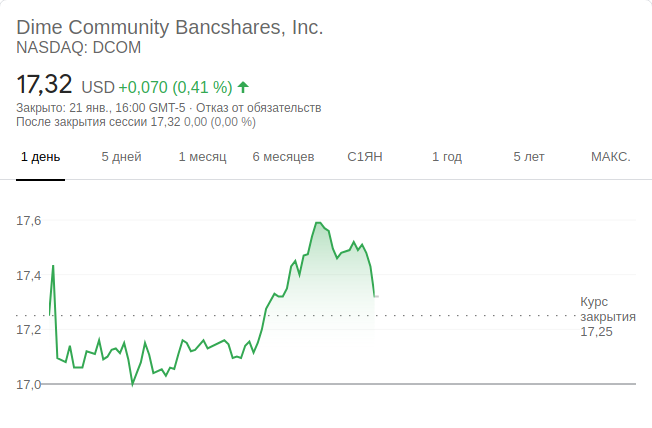 Dime Community Bancshares, Inc.
NASDAQ: DCOM
17,32 USD +0,070 (0,41 %)
Закрыто: 21 янв., 16:00 GMT-5 · Отказ от обязательств
После закрытия сессии 17,32 0,00 (0,00 %)
1 день 5 дней 1 месяц 6 месяцев С1ЯН 1 год 5 лет МАКС.
17,6
17,4
Курс
закрытия
17,25
17,2
17,0